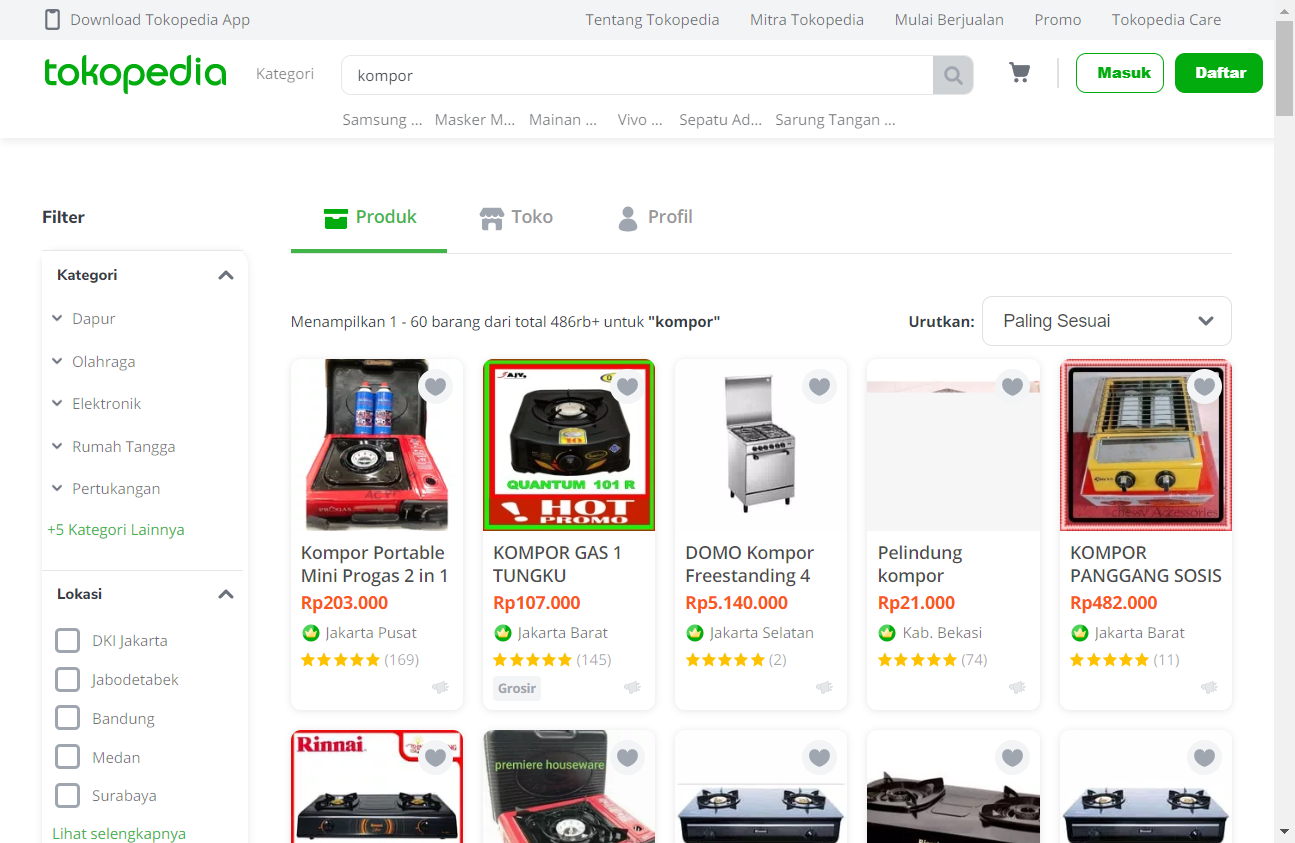 Download Tokopedia App
Tentang Tokopedia
Mitra Tokopedia
Mulai Berjualan
Promo
Tokopedia Care
tokopedia
Kategori
kompor
Masuk
Daftar
Samsung ...
Masker M...
Mainan ...
Vivo ...
Sepatu Ad...
Sarung Tangan ...
Filter
Produk
Toko
Profil
Kategori
Dapur
Olahraga
Elektronik
Rumah Tangga
Pertukangan
+5 Kategori Lainnya
Lokasi
DKI Jakarta
Jabodetabek
Bandung
Medan
Surabaya
Lihat selengkapnya
Menampilkan 1 - 60 barang dari total 486rb+ untuk "kompor"
Urutkan:
Paling Sesuai
Kompor Portable
Mini Progas 2 in 1
Rp203.000
Jakarta Pusat
(169)
QUANTUM 101 R
HOT
PROMO
KOMPOR GAS 1
TUNGKU
Rp107.000
Jakarta Barat
(145)
Grosir
DOMO Kompor
Freestanding 4
Rp5.140.000
Jakarta Selatan
(2)
Pelindung
kompor
Rp21.000
Kab. Bekasi
(74)
KOMPOR
PANGGANG SOSIS
Rp482.000
Jakarta Barat
(11)
Rinnai
premiere houseware